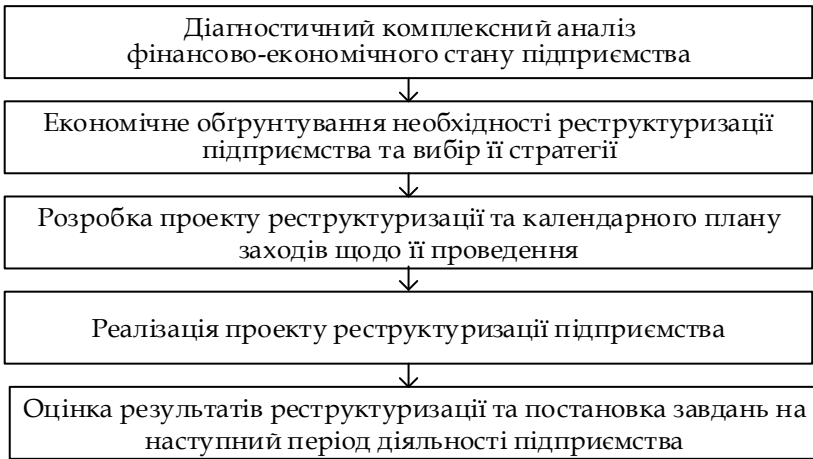 Діагностичний комплексний аналіз
фінансово-економічного стану підприємства
Економічне обґрунтування необхідності реструктуризації
підприємства та вибір її стратегії
Розробка проекту реструктуризації та календарного плану
заходів щодо її проведення
Реалізація проекту реструктуризації підприємства
Оцінка результатів реструктуризації та постановка завдань на
наступний період діяльності підприємства